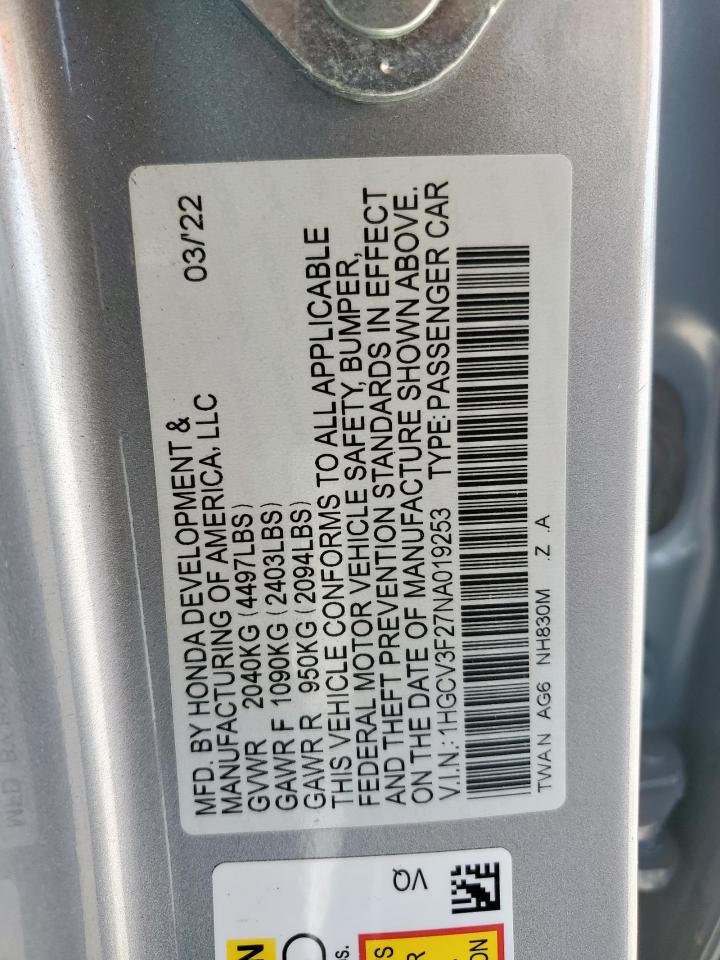 MFD. BY HONDA DEVELOPMENT & 03/'22
MANUFACTURING OF AMERICA, LLC
GVWR 2040KG (4497LBS)
GAWR F 1090KG (2403LBS)
GAWR R 950KG (2094LBS)
THIS VEHICLE CONFORMS TO ALL APPLICABLE
FEDERAL MOTOR VEHICLE SAFETY, BUMPER,
AND THEFT PREVENTION STANDARDS IN EFFECT
ON THE DATE OF MANUFACTURE SHOWN ABOVE.
V.I.N.: 1HGCV3F27NA019253 TYPE: PASSENGER CAR
TWA N AG6 NH830M .Z .A
VQ